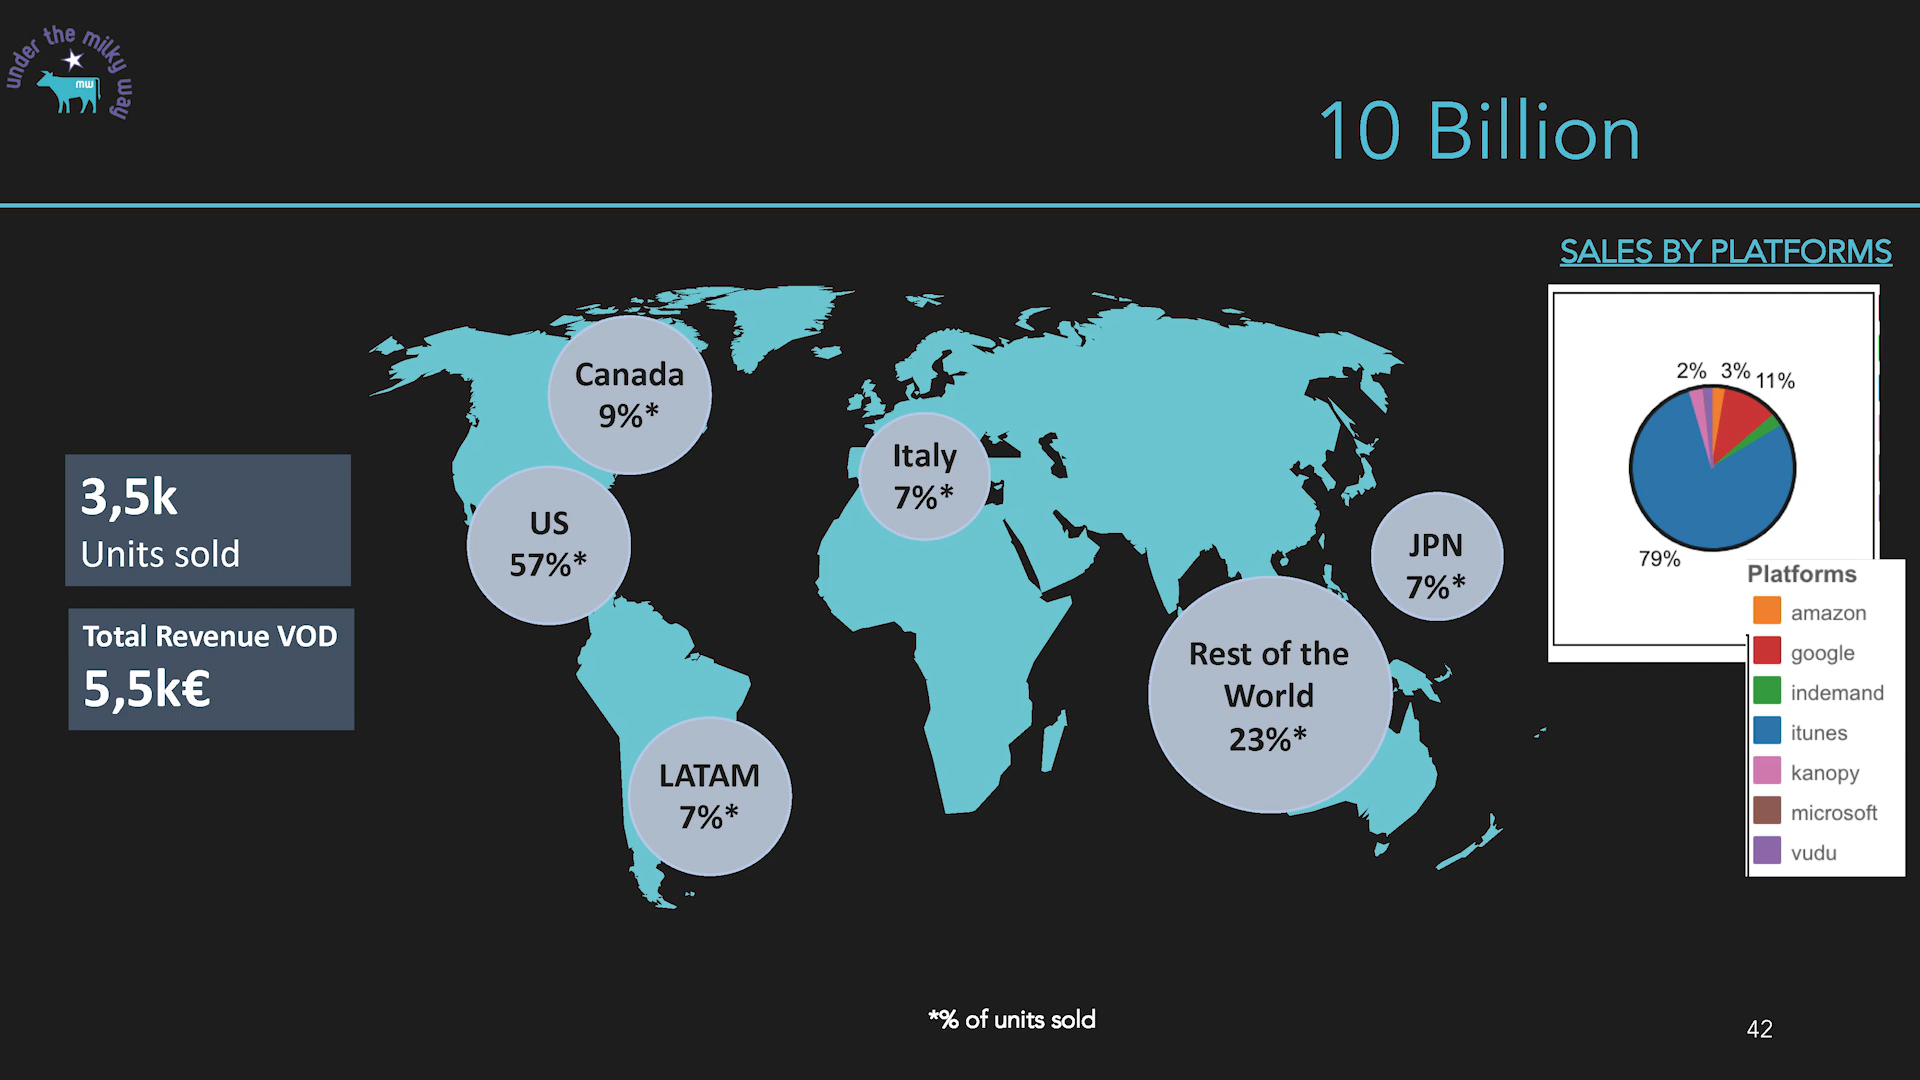 under the milky way
mw
10 Billion
SALES BY PLATFORMS
Canada
9%*
Italy
7%*
US
57%*
JPN
7%*
Rest of the
World
23%*
LATAM
7%*
3,5k
Units sold
Total Revenue VOD
5,5k€
2%
3%
11%
79%
Platforms
amazon
google
indemand
itunes
kanopy
microsoft
vudu
*% of units sold
42